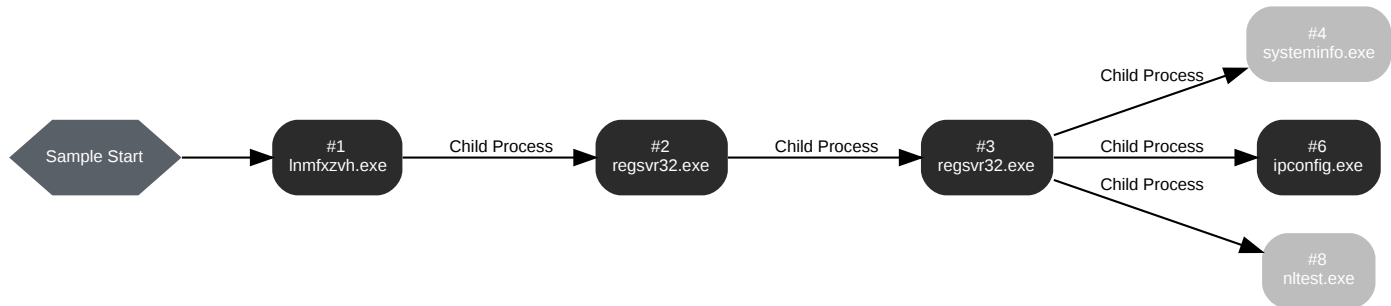 #4
systeminfo.exe
Child Process
Sample Start
#1
lnmfxzvh.exe
Child Process
#2
regsvr32.exe
Child Process
#3
regsvr32.exe
Child Process
#6
ipconfig.exe
Child Process
#8
nltest.exe